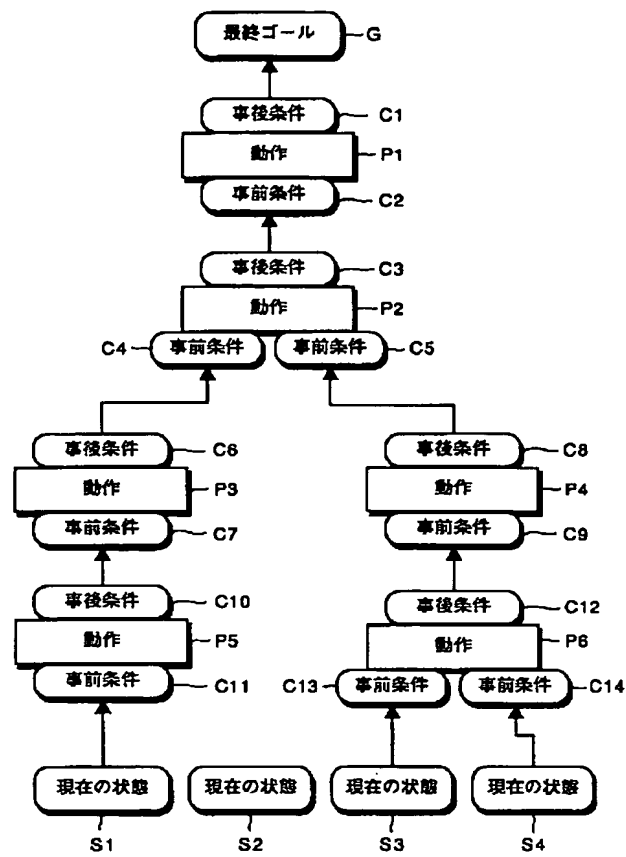 最終ゴール G
事後条件 C1
動作 P1
事前条件 C2
事後条件 C3
動作 P2
C4 事前条件 事前条件 C5
事後条件 C6 事後条件 C8
動作 P3 動作 P4
事前条件 C7 事前条件 C9
事後条件 C10 事後条件 C12
動作 P5 動作 P6
事前条件 C11 C13 事前条件 事前条件 C14
現在の状態 現在の状態 現在の状態 現在の状態
S1 S2 S3 S4